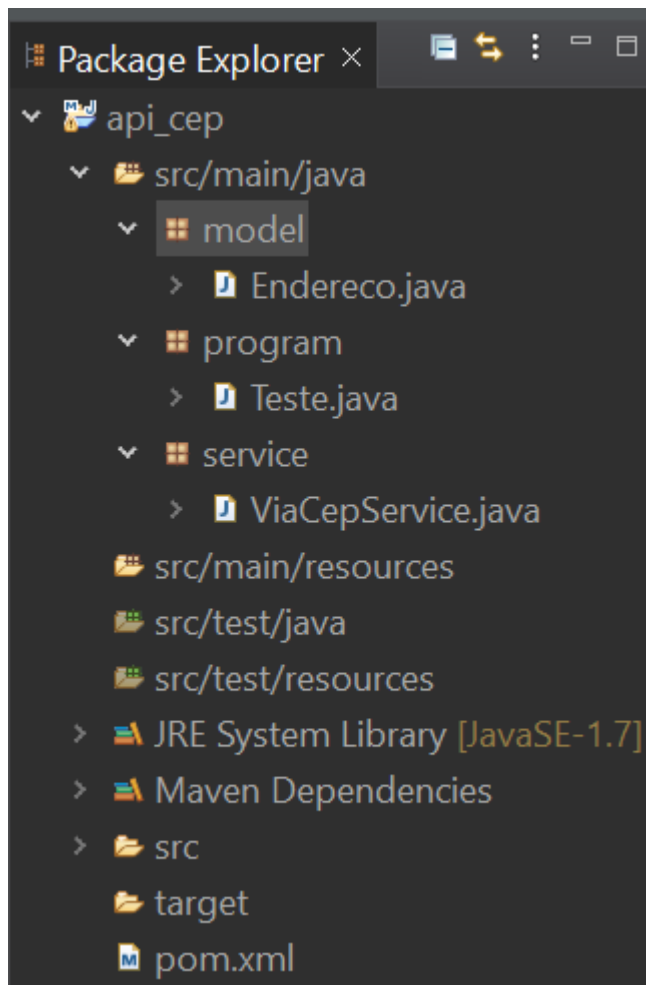 Package Explorer
api_cep
src/main/java
model
Endereco.java
program
Teste.java
service
ViaCepService.java
src/main/resources
src/test/java
src/test/resources
JRE System Library [JavaSE-1.7]
Maven Dependencies
src
target
pom.xml